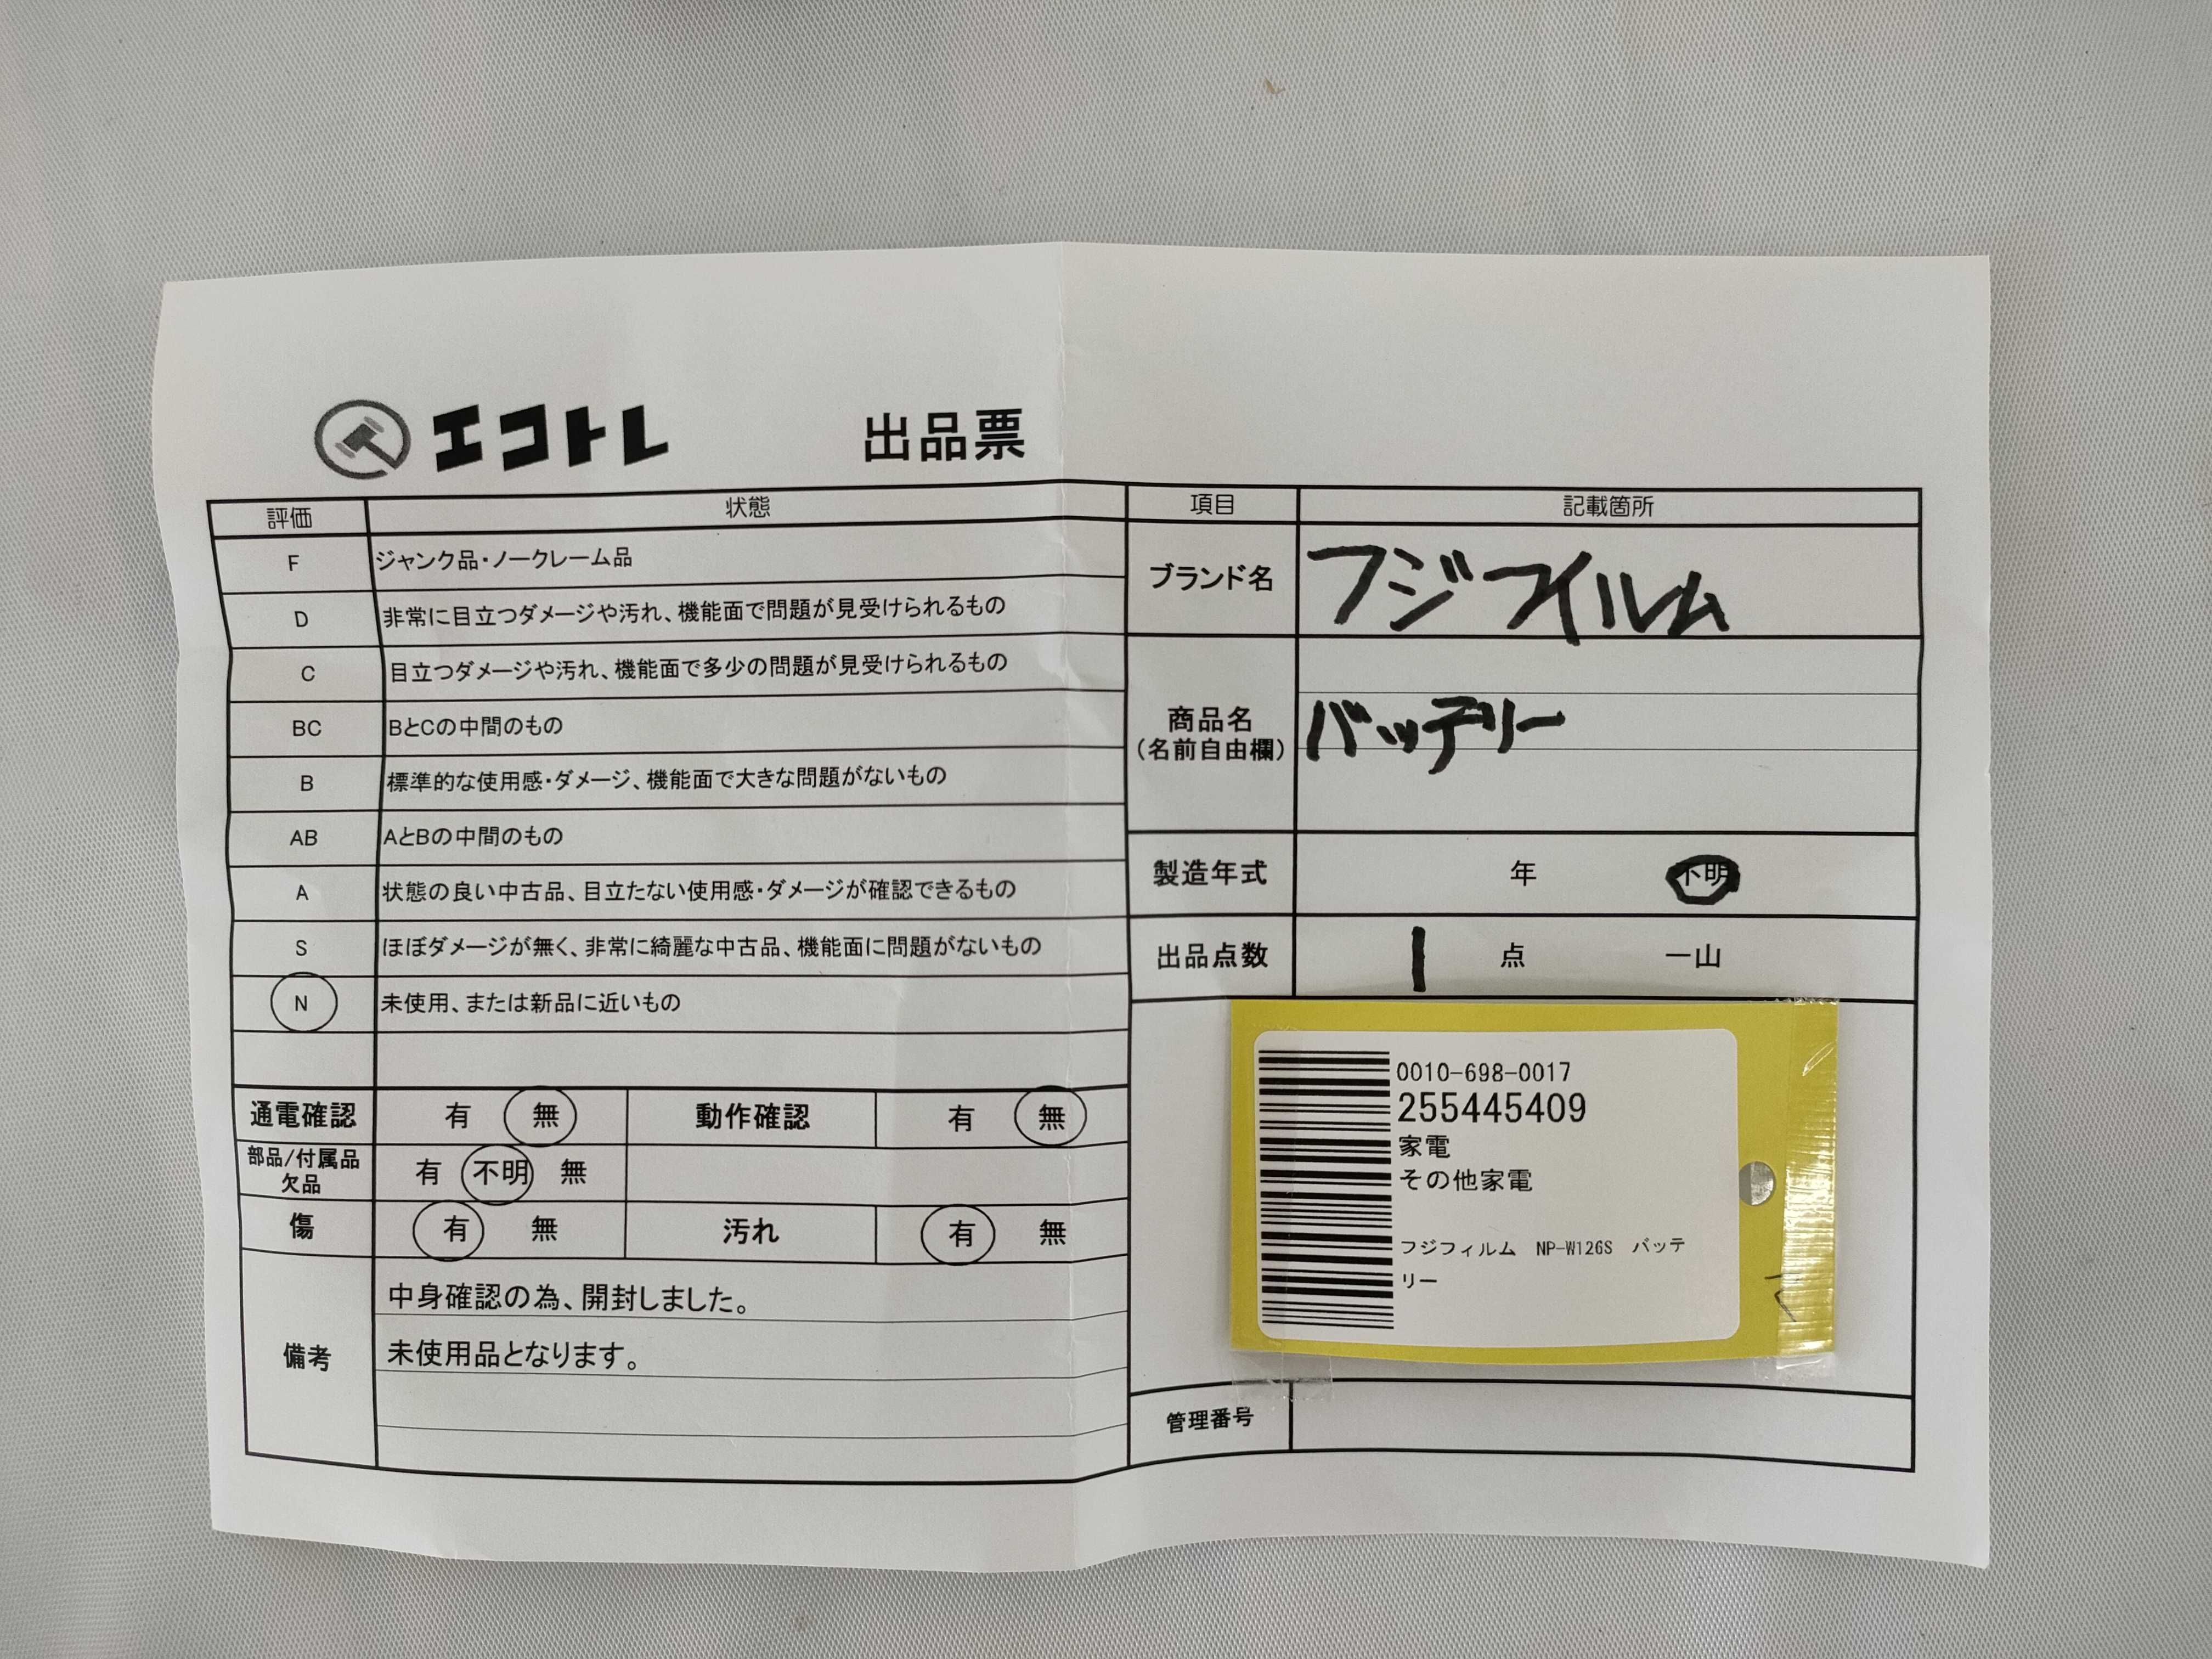 エコトレ 出品票
評価 状態
F ジャンク品・ノークレーム品
D 非常に目立つダメージや汚れ、機能面で問題が見受けられるもの
C 目立つダメージや汚れ、機能面で多少の問題が見受けられるもの
BC BとCの中間のもの
B 標準的な使用感・ダメージ、機能面で大きな問題がないもの
AB AとBの中間のもの
A 状態の良い中古品、目立たない使用感・ダメージが確認できるもの
S ほぼダメージが無く、非常に綺麗な中古品、機能面に問題がないもの
N 未使用、または新品に近いもの
通電確認 有 無 動作確認 有 無
部品/付属品
欠品 有 不明 無
傷 有 無 汚れ 有 無
備考
中身確認の為、開封しました。
未使用品となります。
項目 記載箇所
ブランド名 フジフイルム
商品名
(名前自由欄)
バッテリー
製造年式 年 不明
出品点数 1 点 一山
0010-698-0017
255445409
家電
その他家電
フジフィルム NP-W126S バッテ
リー
管理番号